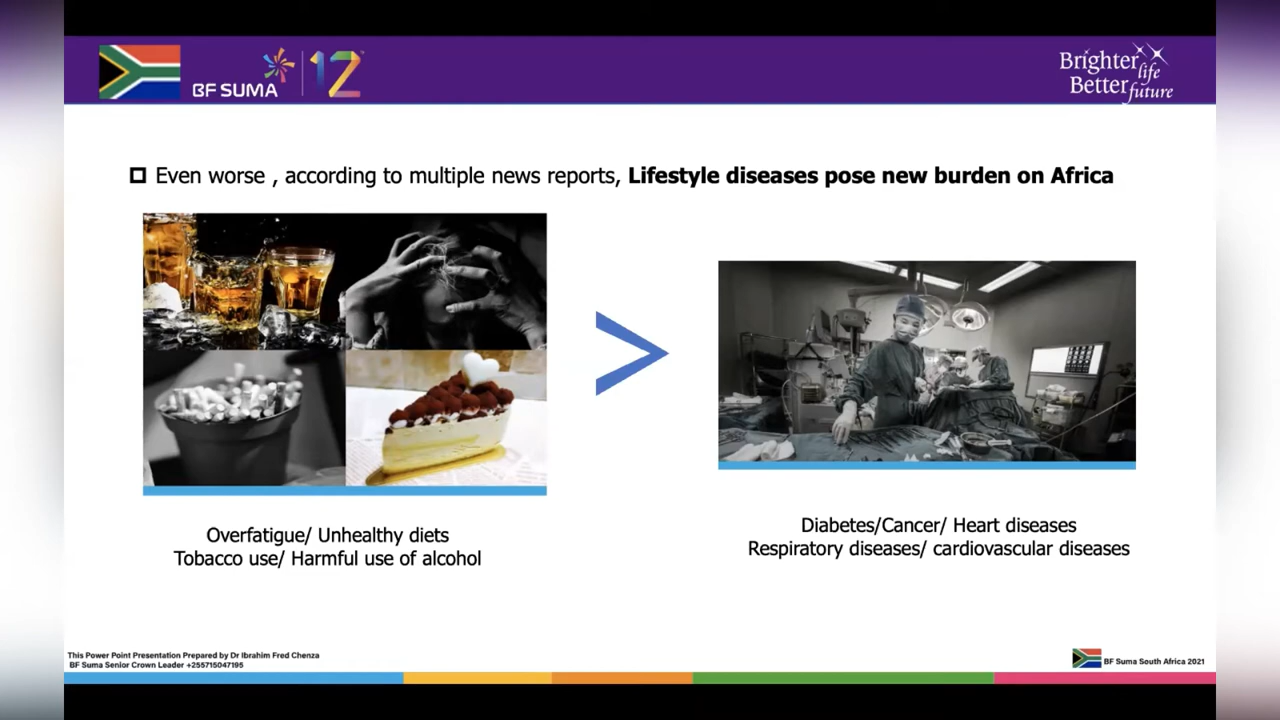 BF SUMA
12
Brighter
life
Better
future
Even worse , according to multiple news reports, Lifestyle diseases pose new burden on Africa
Overfatigue/ Unhealthy diets
Tobacco use/ Harmful use of alcohol
Diabetes/Cancer/ Heart diseases
Respiratory diseases/ cardiovascular diseases
This Power Point Presentation Prepared by Dr Ibrahim Fred Chenza
BF Suma Senior Crown Leader +255715047195
BF Suma South Africa 2021